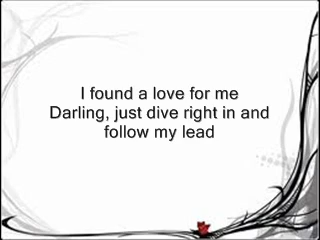 I found a love for me
Darling, just dive right in and
follow my lead